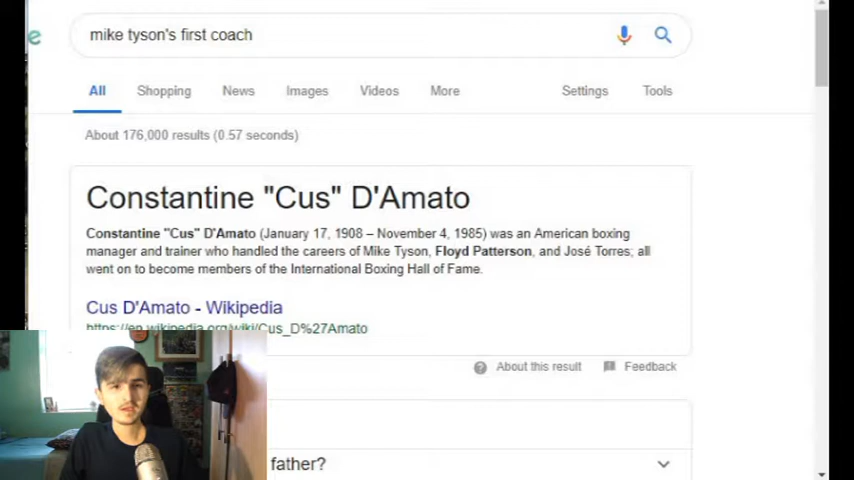 e
mike tyson's first coach
All Shopping News Images Videos More Settings Tools
About 176,000 results (0.57 seconds)
Constantine "Cus" D'Amato
Constantine "Cus" D'Amato (January 17, 1908 – November 4, 1985) was an American boxing
manager and trainer who handled the careers of Mike Tyson, Floyd Patterson, and José Torres; all
went on to become members of the International Boxing Hall of Fame.
Cus D'Amato - Wikipedia
https://en.wikipedia.org/wiki/Cus_D%27Amato
About this result Feedback
father?